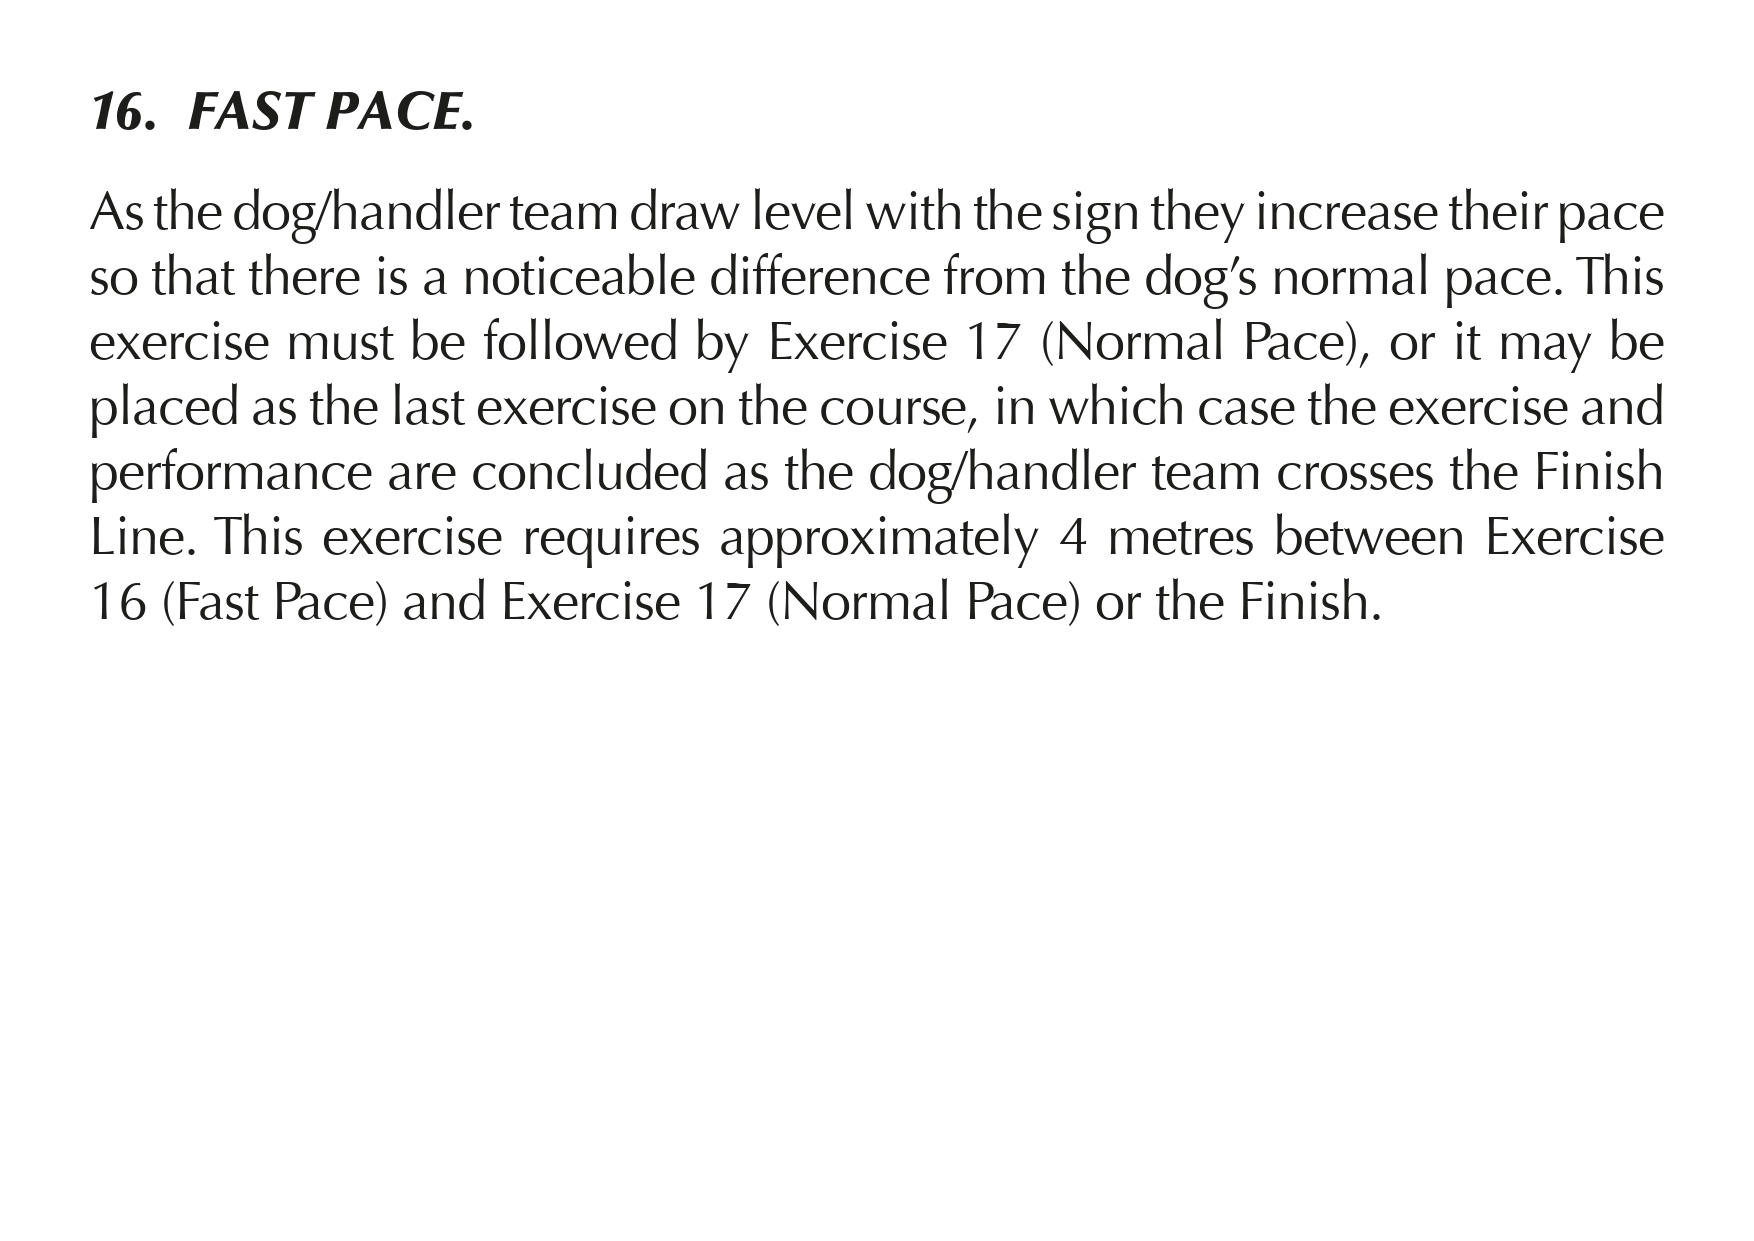 16. FAST PACE.
As the dog/handler team draw level with the sign they increase their pace
so that there is a noticeable difference from the dog’s normal pace. This
exercise must be followed by Exercise 17 (Normal Pace), or it may be
placed as the last exercise on the course, in which case the exercise and
performance are concluded as the dog/handler team crosses the Finish
Line. This exercise requires approximately 4 metres between Exercise
16 (Fast Pace) and Exercise 17 (Normal Pace) or the Finish.